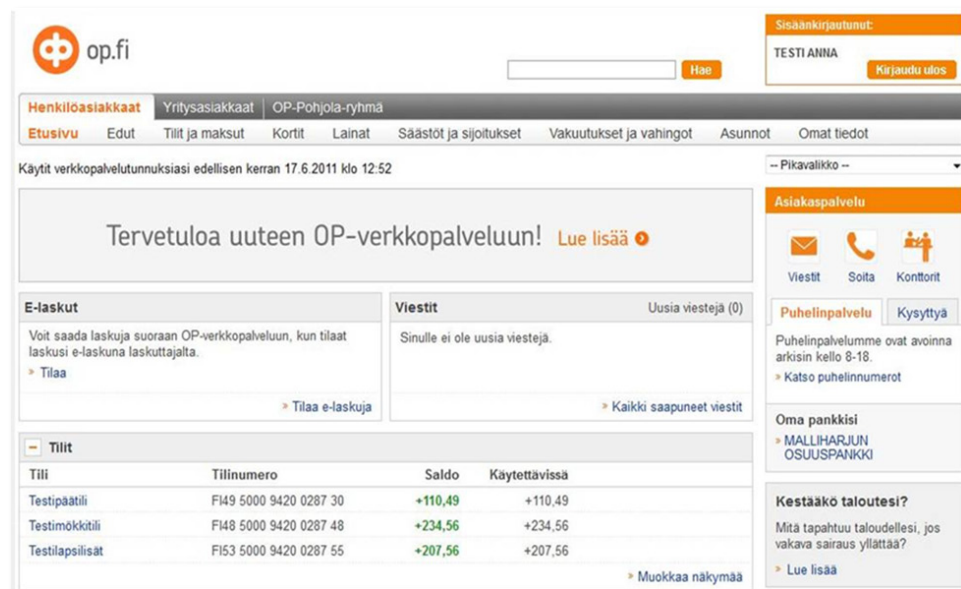 op.fi
Hae
Sisäänkirjautunut:
TESTI ANNA
Kirjaudu ulos
Henkilöasiakkaat Yritysasiakkaat OP-Pohjola-ryhmä
Etusivu Edut Tilit ja maksut Kortit Lainat Säästöt ja sijoitukset Vakuutukset ja vahingot Asunnot Omat tiedot
Käytit verkkopalvelutunnuksiasi edellisen kerran 17.6.2011 klo 12:52
-- Pikavalikko --
Tervetuloa uuteen OP-verkkopalveluun! Lue lisää
E-laskut
Voit saada laskuja suoraan OP-verkkopalveluun, kun tilaat
laskusi e-laskuna laskuttajalta.
» Tilaa
» Tilaa e-laskuja
Viestit Uusia viestejä (0)
Sinulle ei ole uusia viestejä.
» Kaikki saapuneet viestit
− Tilit
Tili Tilinumero Saldo Käytettävissä
Testipäätili FI49 5000 9420 0287 30 +110,49 +110,49
Testimökkitili FI48 5000 9420 0287 48 +234,56 +234,56
Testilapsilisät FI53 5000 9420 0287 55 +207,56 +207,56
» Muokkaa näkymää
Asiakaspalvelu
Viestit Soita Konttorit
Puhelinpalvelu Kysyttyä
Puhelinpalvelumme ovat avoinna
arkisin kello 8-18.
» Katso puhelinnumerot
Oma pankkisi
» MALLIHARJUN
OSUUSPANKKI
Kestääkö taloutesi?
Mitä tapahtuu taloudellesi, jos
vakava sairaus yllättää?
» Lue lisää